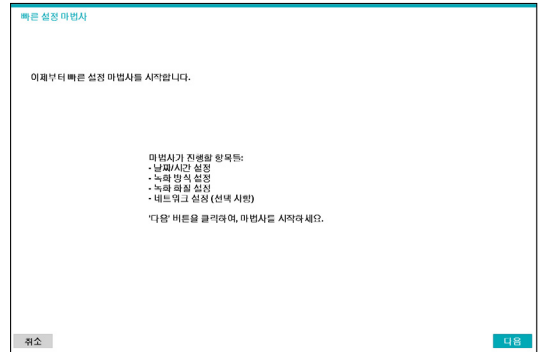 빠른 설정 마법사
이제부터 빠른 설정 마법사를 시작합니다.
마법사가 진행할 항목들:
- 날짜/시간 설정
- 녹화 방식 설정
- 녹화 화질 설정
- 네트워크 설정 (선택 사항)
'다음' 버튼을 클릭하여, 마법사를 시작하세요.
취소
다음